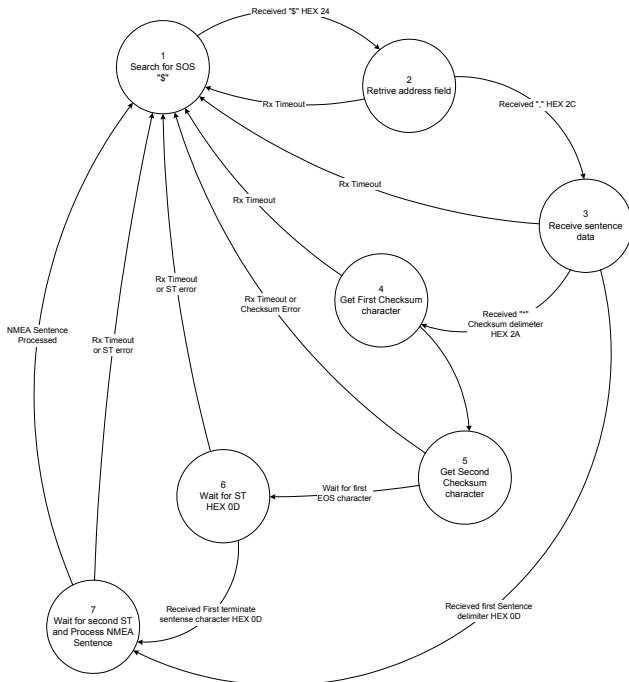 Received "$" HEX 24
1
Search for SOS
"$"
2
Retrive address field
Rx Timeout
Received "," HEX 2C
Rx Timeout
3
Receive sentence
data
Rx Timeout
4
Get First Checksum
character
Rx Timeout
or ST error
Rx Timeout or
Checksum Error
Received "*"
Checksum delimeter
HEX 2A
NMEA Sentence
Processed
Rx Timeout
or ST error
5
Get Second
Checksum
character
6
Wait for ST
HEX 0D
Wait for first
EOS character
7
Wait for second ST
and Process NMEA
Sentence
Received First terminate
sentense character HEX 0D
Recieved first Sentence
delimiter HEX 0D